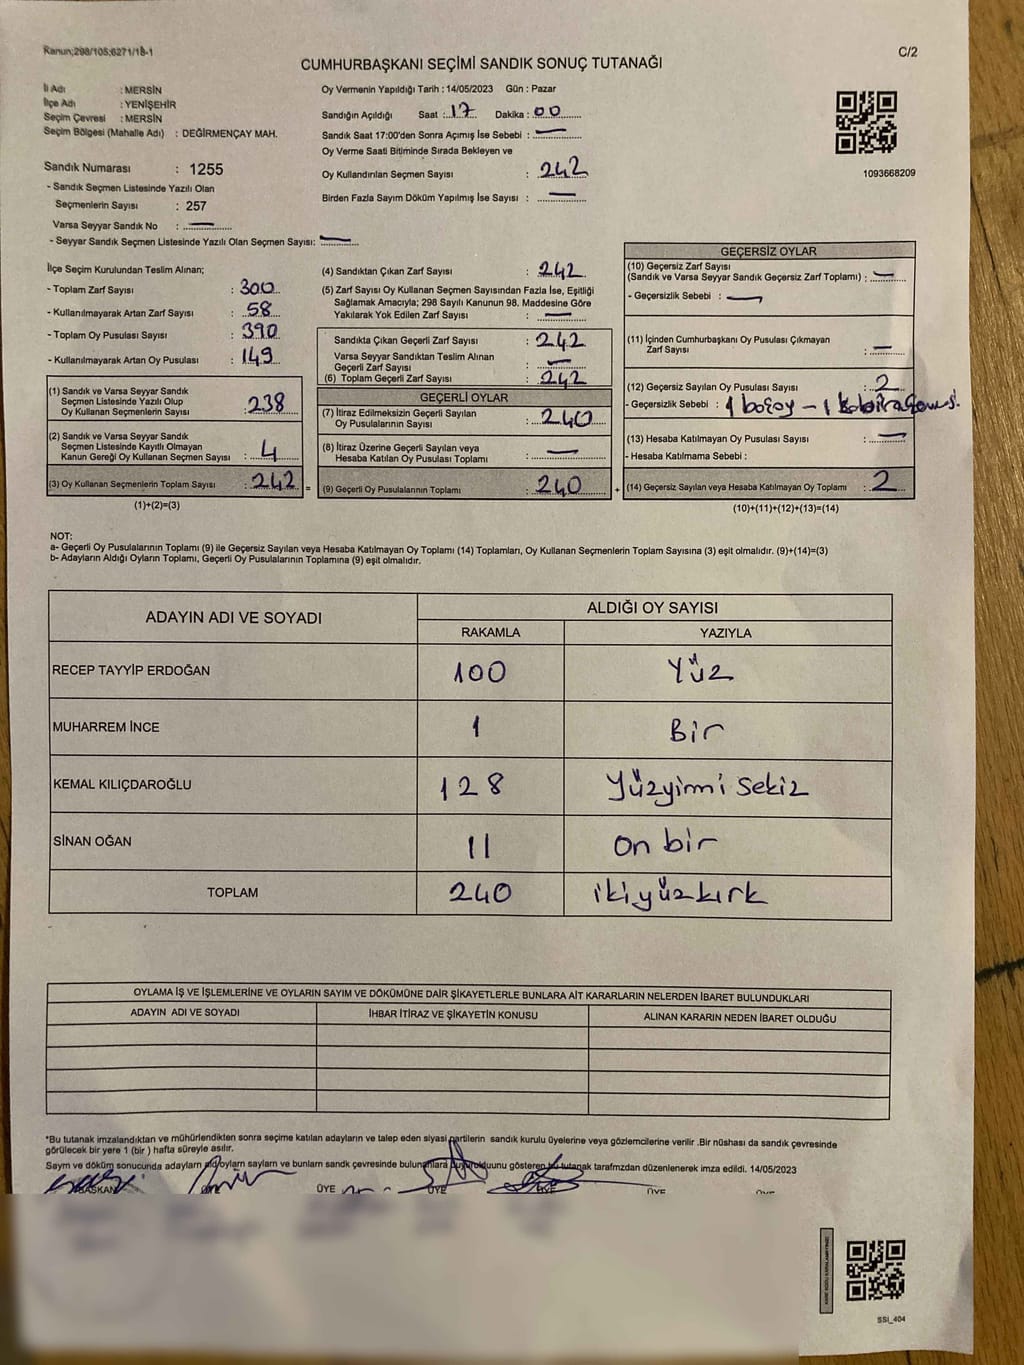 Kanun;298/105;6271/18-1
C/2
CUMHURBAŞKANI SEÇİMİ SANDIK SONUÇ TUTANAĞI
İl Adı : MERSİN
İlçe Adı : YENİŞEHİR
Seçim Çevresi : MERSİN
Seçim Bölgesi (Mahalle Adı) : DEĞİRMENÇAY MAH.
Sandık Numarası : 1255
- Sandık Seçmen Listesinde Yazılı Olan
Seçmenlerin Sayısı : 257
Varsa Seyyar Sandık No : —
- Seyyar Sandık Seçmen Listesinde Yazılı Olan Seçmen Sayısı: —
Oy Vermenin Yapıldığı Tarih : 14/05/2023 Gün : Pazar
Sandığın Açıldığı Saat : 17 Dakika : 00
Sandık Saat 17:00'den Sonra Açımış İse Sebebi : —
Oy Verme Saati Bitiminde Sırada Bekleyen ve
Oy Kullandırılan Seçmen Sayısı : 242
Birden Fazla Sayım Döküm Yapılmış İse Sayısı : —
1093668209
İlçe Seçim Kurulundan Teslim Alınan;
- Toplam Zarf Sayısı : 300
- Kullanılmayarak Artan Zarf Sayısı : 58
- Toplam Oy Pusulası Sayısı : 390
- Kullanılmayarak Artan Oy Pusulası : 149
(1) Sandık ve Varsa Seyyar Sandık
Seçmen Listesinde Yazılı Olup
Oy Kullanan Seçmenlerin Sayısı : 238
(2) Sandık ve Varsa Seyyar Sandık
Seçmen Listesinde Kayıtlı Olmayan
Kanun Gereği Oy Kullanan Seçmen Sayısı : 4
(3) Oy Kullanan Seçmenlerin Toplam Sayısı : 242 =
(1)+(2)=(3)
(4) Sandıktan Çıkan Zarf Sayısı : 242
(5) Zarf Sayısı Oy Kullanan Seçmen Sayısından Fazla İse, Eşitliği
Sağlamak Amacıyla; 298 Sayılı Kanunun 98. Maddesine Göre
Yakılarak Yok Edilen Zarf Sayısı : —
Sandıkta Çıkan Geçerli Zarf Sayısı : 242
Varsa Seyyar Sandıktan Teslim Alınan
Geçerli Zarf Sayısı : —
(6) Toplam Geçerli Zarf Sayısı : 242
GEÇERLİ OYLAR
(7) İtiraz Edilmeksizin Geçerli Sayılan
Oy Pusulalarının Sayısı : 240
(8) İtiraz Üzerine Geçerli Sayılan veya
Hesaba Katılan Oy Pusulası Toplamı : —
(9) Geçerli Oy Pusulalarının Toplamı : 240 +
GEÇERSİZ OYLAR
(10) Geçersiz Zarf Sayısı
(Sandık ve Varsa Seyyar Sandık Geçersiz Zarf Toplamı) : —
- Geçersizlik Sebebi : —
(11) İçinden Cumhurbaşkanı Oy Pusulası Çıkmayan
Zarf Sayısı : —
(12) Geçersiz Sayılan Oy Pusulası Sayısı : 2
- Geçersizlik Sebebi : 1 boş oy – 1
(13) Hesaba Katılmayan Oy Pusulası Sayısı : —
- Hesaba Katılmama Sebebi :
(14) Geçersiz Sayılan veya Hesaba Katılmayan Oy Toplamı : 2
(10)+(11)+(12)+(13)=(14)
NOT:
a- Geçerli Oy Pusulalarının Toplamı (9) ile Geçersiz Sayılan veya Hesaba Katılmayan Oy Toplamı (14) Toplamları, Oy Kullanan Seçmenlerin Toplam Sayısına (3) eşit olmalıdır. (9)+(14)=(3)
b- Adayların Aldığı Oyların Toplamı, Geçerli Oy Pusulalarının Toplamına (9) eşit olmalıdır.
ADAYIN ADI VE SOYADI ALDIĞI OY SAYISI
RAKAMLA YAZIYLA
RECEP TAYYİP ERDOĞAN 100 Yüz
MUHARREM İNCE 1 Bir
KEMAL KILIÇDAROĞLU 128 Yüzyirmi sekiz
SİNAN OĞAN 11 On bir
TOPLAM 240 ikiyüzkırk
OYLAMA İŞ VE İŞLEMLERİNE VE OYLARIN SAYIM VE DÖKÜMÜNE DAİR ŞİKAYETLERLE BUNLARA AİT KARARLARIN NELERDEN İBARET BULUNDUKLARI
ADAYIN ADI VE SOYADI İHBAR İTİRAZ VE ŞİKAYETİN KONUSU ALINAN KARARIN NEDEN İBARET OLDUĞU
*Bu tutanak imzalandıktan ve mühürlendikten sonra seçime katılan adayların ve talep eden siyasi partilerin sandık kurulu üyelerine veya gözlemcilerine verilir .Bir nüshası da sandık çevresinde
görülecek bir yere 1 (bir ) hafta süreyle asılır.
Sayım ve döküm sonucunda adayların adı,oyların sayıları ve bunların sandık çevresinde bulunanlara duyurulduğunu gösteren bu tutanak tarafımızdan düzenlenerek imza edildi. 14/05/2023
BAŞKAN ÜYE ÜYE ÜYE ÜYE ÜYE ÜYE
SSI_404